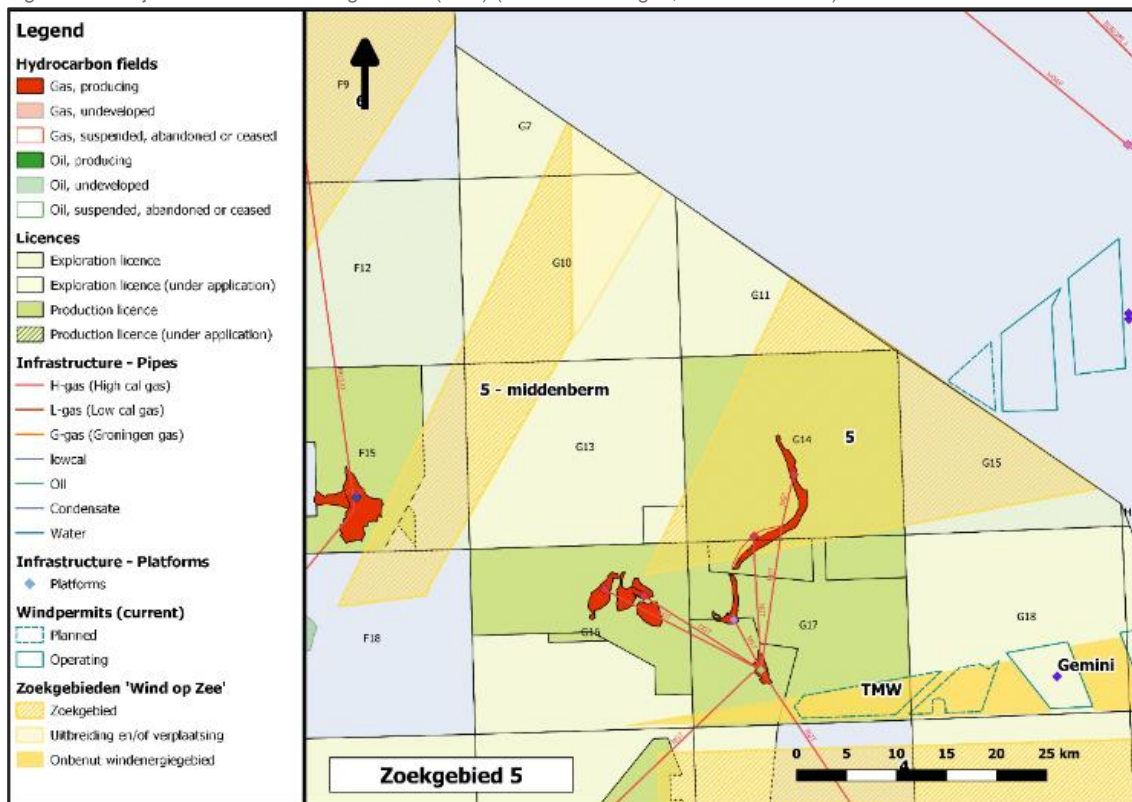 Legend
Hydrocarbon fields
Gas, producing
Gas, undeveloped
Gas, suspended, abandoned or ceased
Oil, producing
Oil, undeveloped
Oil, suspended, abandoned or ceased
Licences
Exploration licence
Exploration licence (under application)
Production licence
Production licence (under application)
Infrastructure - Pipes
H-gas (High cal gas)
L-gas (Low cal gas)
G-gas (Groningen gas)
lowcal
Oil
Condensate
Water
Infrastructure - Platforms
Platforms
Windpermits (current)
Planned
Operating
Zoekgebieden 'Wind op Zee'
Zoekgebied
Uitbreiding en/of verplaatsing
Onbenut windenergiegebied
F9
6
G7
F12
G10
G11
5 - middenberm
F15
G13
G14
5
G15
H
F18
G16
G17
G18
TMW
Gemini
Zoekgebied 5
0 5 10 15 20 25 km
4